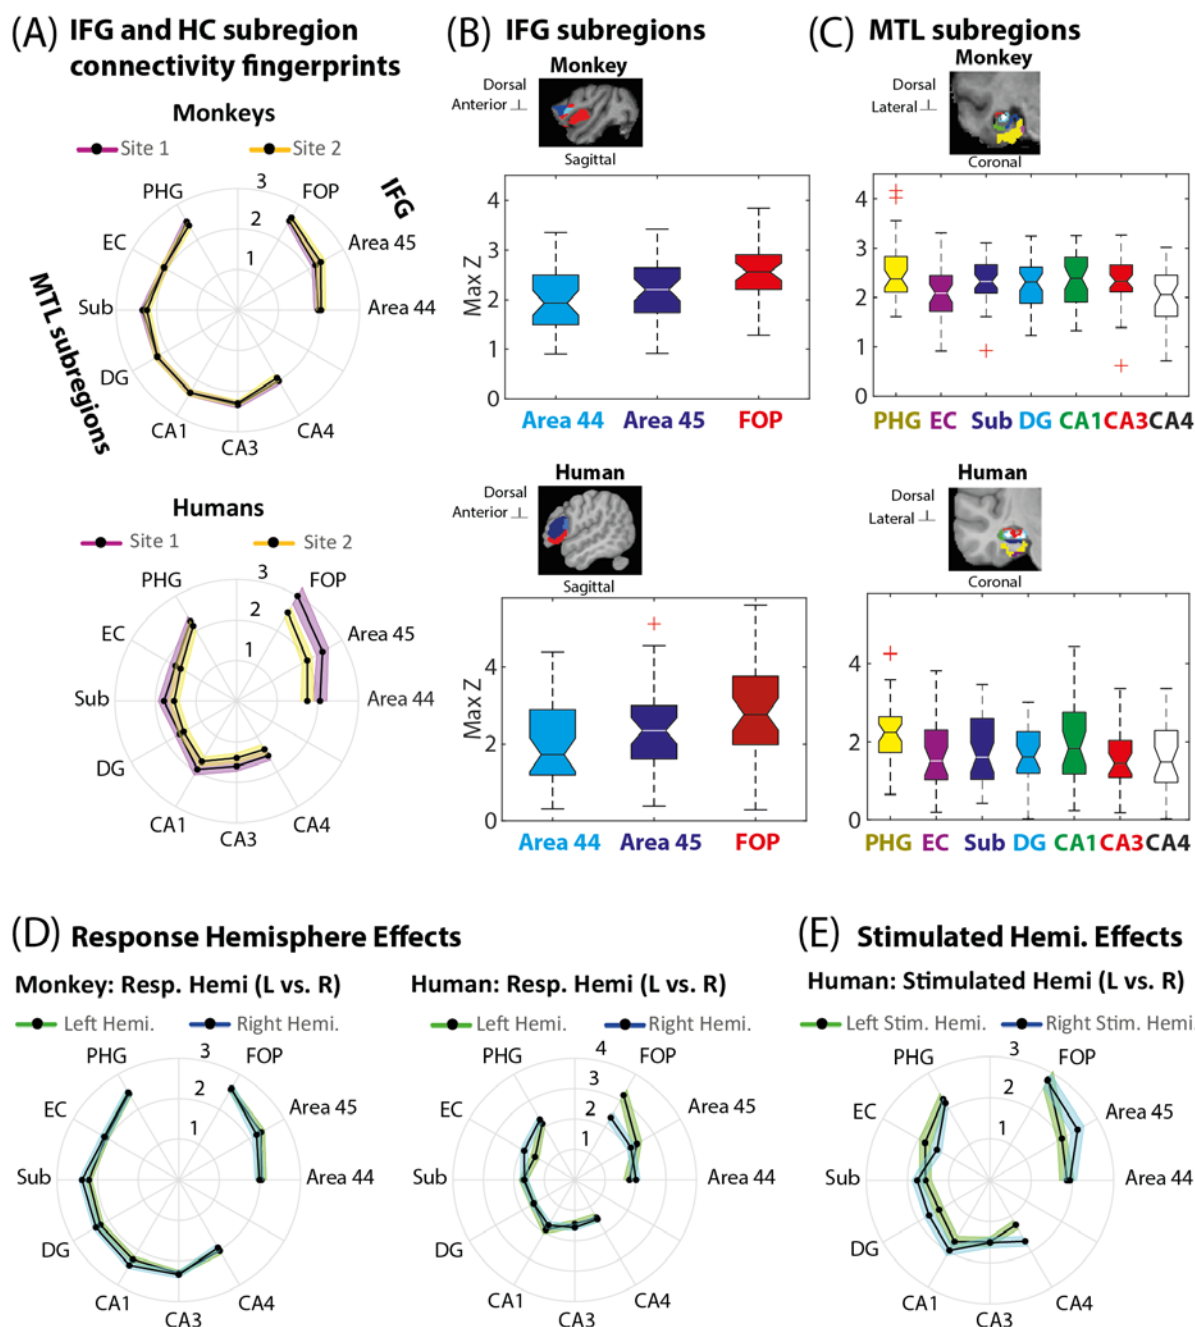 (A) IFG and HC subregion
connectivity fingerprints
Monkeys
Site 1 Site 2
3
2
1
PHG
FOP
IFG
EC
Area 45
Sub
Area 44
MTL subregions
DG
CA1
CA3
CA4
Humans
Site 1 Site 2
3
2
1
PHG
FOP
EC
Area 45
Sub
Area 44
DG
CA1
CA3
CA4
(B) IFG subregions
Monkey
Dorsal
Anterior
Sagittal
Max Z
4
3
2
1
0
Area 44 Area 45 FOP
Human
Dorsal
Anterior
Sagittal
Max Z
4
2
0
Area 44 Area 45 FOP
(C) MTL subregions
Monkey
Dorsal
Lateral
Coronal
4
3
2
1
0
PHG EC Sub DG CA1 CA3 CA4
Human
Dorsal
Lateral
Coronal
4
2
0
PHG EC Sub DG CA1 CA3 CA4
(D) Response Hemisphere Effects
Monkey: Resp. Hemi (L vs. R)
Left Hemi. Right Hemi.
3
2
1
PHG
FOP
EC
Area 45
Sub
Area 44
DG
CA1
CA3
CA4
Human: Resp. Hemi (L vs. R)
Left Hemi. Right Hemi.
4
3
2
1
PHG
FOP
EC
Area 45
Sub
Area 44
DG
CA1
CA3
CA4
(E) Stimulated Hemi. Effects
Human: Stimulated Hemi (L vs. R)
Left Stim. Hemi. Right Stim. Hemi.
3
2
1
PHG
FOP
EC
Area 45
Sub
Area 44
DG
CA1
CA3
CA4